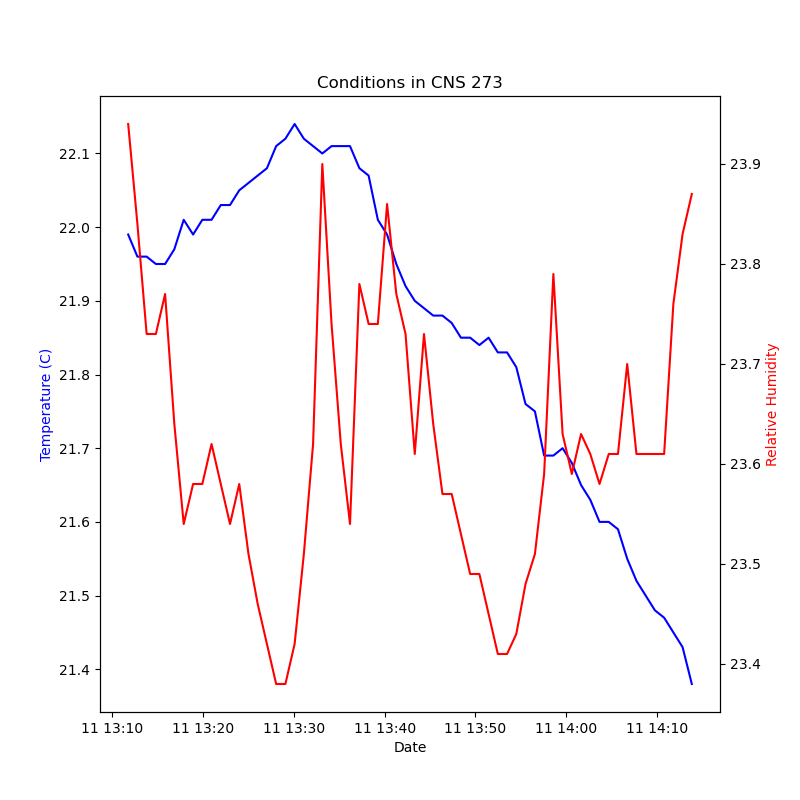 Conditions in CNS 273
22.1
22.0
21.9
21.8
21.7
21.6
21.5
21.4
Temperature (C)
23.9
23.8
23.7
23.6
23.5
23.4
Relative Humidity
11 13:10 11 13:20 11 13:30 11 13:40 11 13:50 11 14:00 11 14:10
Date